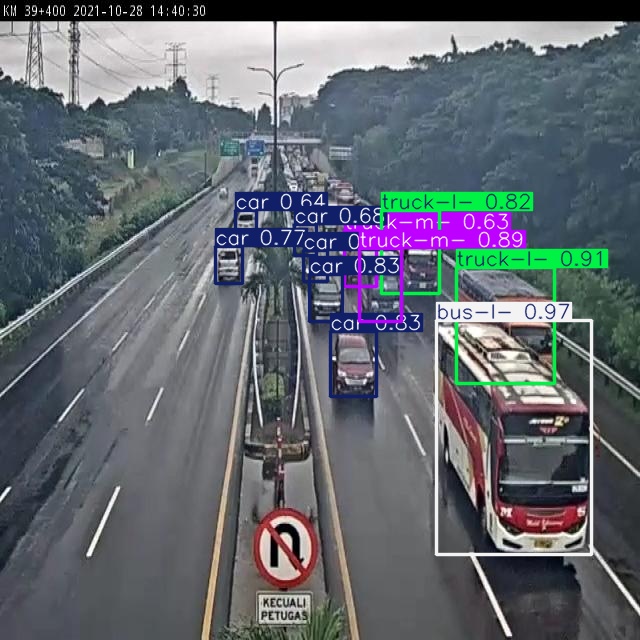 KM 39+400 2021-10-28 14:40:30
car 0.64
truck-l- 0.82
car 0.68
truck-m- 0.63
car 0.77
car 0
truck-m- 0.89
car 0.83
truck-l- 0.91
bus-l- 0.97
car 0.83
KECUALI
PETUGAS